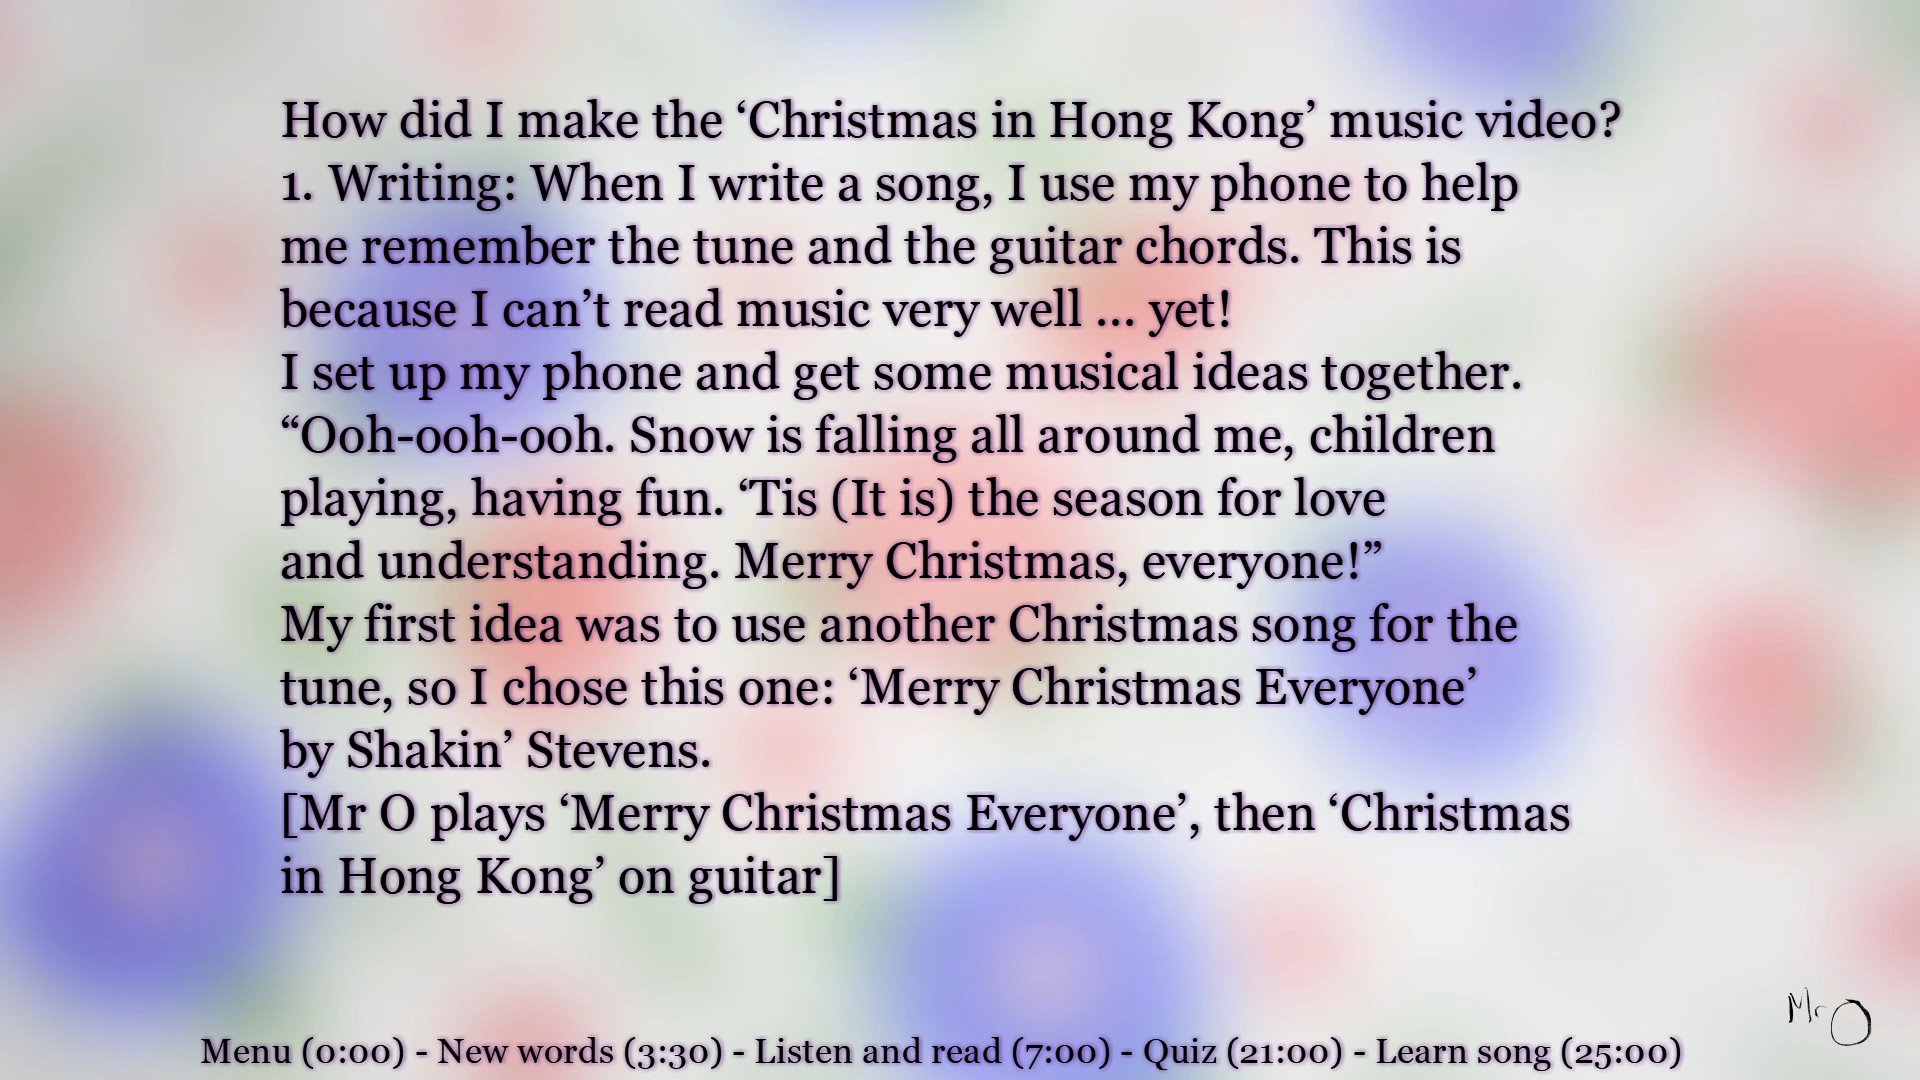 How did I make the ‘Christmas in Hong Kong’ music video?
1. Writing: When I write a song, I use my phone to help
me remember the tune and the guitar chords. This is
because I can’t read music very well ... yet!
I set up my phone and get some musical ideas together.
“Ooh-ooh-ooh. Snow is falling all around me, children
playing, having fun. ‘Tis (It is) the season for love
and understanding. Merry Christmas, everyone!”
My first idea was to use another Christmas song for the
tune, so I chose this one: ‘Merry Christmas Everyone’
by Shakin’ Stevens.
[Mr O plays ‘Merry Christmas Everyone’, then ‘Christmas
in Hong Kong’ on guitar]
Mr O
Menu (0:00) - New words (3:30) - Listen and read (7:00) - Quiz (21:00) - Learn song (25:00)